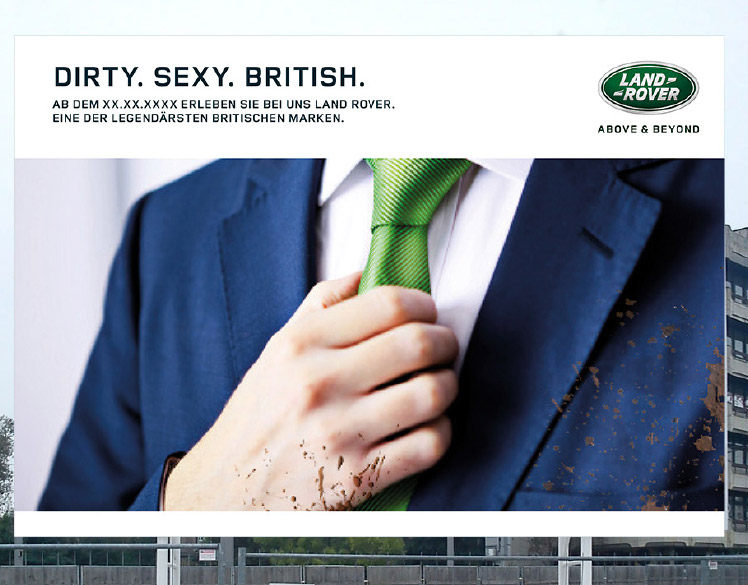 DIRTY. SEXY. BRITISH.
AB DEM XX.XX.XXXX ERLEBEN SIE BEI UNS LAND ROVER.
EINE DER LEGENDÄRSTEN BRITISCHEN MARKEN.
LAND
ROVER
ABOVE & BEYOND